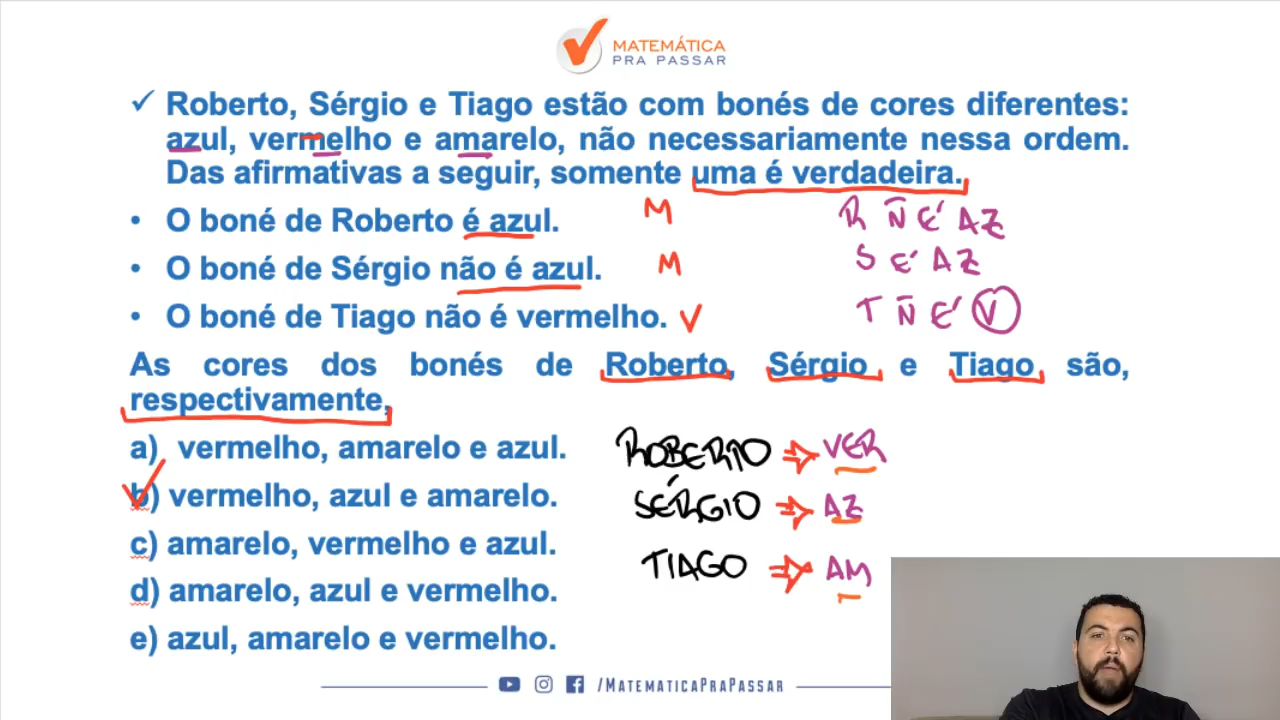 MATEMÁTICA
PRA PASSAR
✓ Roberto, Sérgio e Tiago estão com bonés de cores diferentes:
azul, vermelho e amarelo, não necessariamente nessa ordem.
Das afirmativas a seguir, somente uma é verdadeira.
• O boné de Roberto é azul. M R Ñ É AZ
• O boné de Sérgio não é azul. M S É AZ
• O boné de Tiago não é vermelho. V T Ñ É V
As cores dos bonés de Roberto, Sérgio e Tiago são,
respectivamente,
a) vermelho, amarelo e azul. ROBERTO ⇒ VER
b) vermelho, azul e amarelo. SÉRGIO ⇒ AZ
c) amarelo, vermelho e azul. TIAGO ⇒ AM
d) amarelo, azul e vermelho.
e) azul, amarelo e vermelho.
/MATEMATICAPRAPASSAR